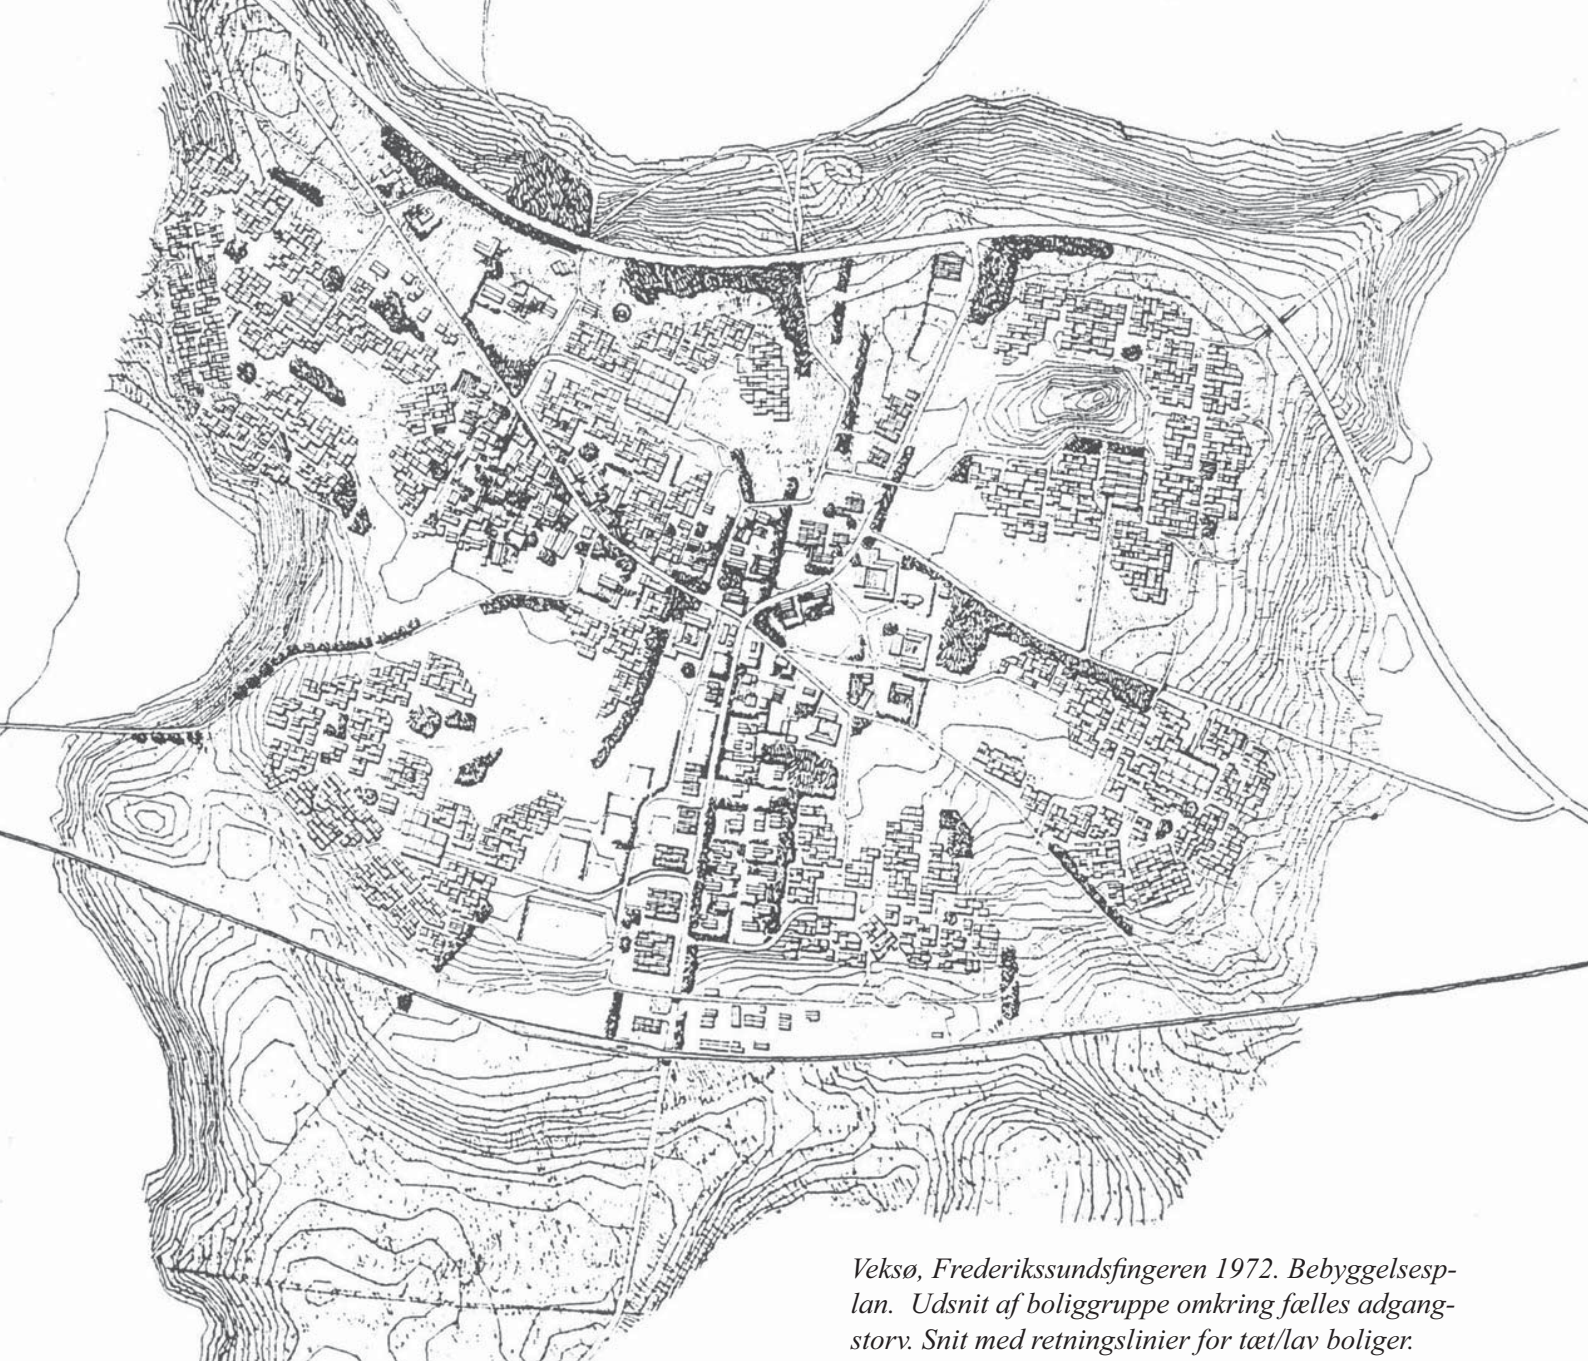 Veksø, Frederikssundsfingeren 1972. Bebyggelsesp-
lan.  Udsnit af boliggruppe omkring fælles adgang-
storv. Snit med retningslinier for tæt/lav boliger.